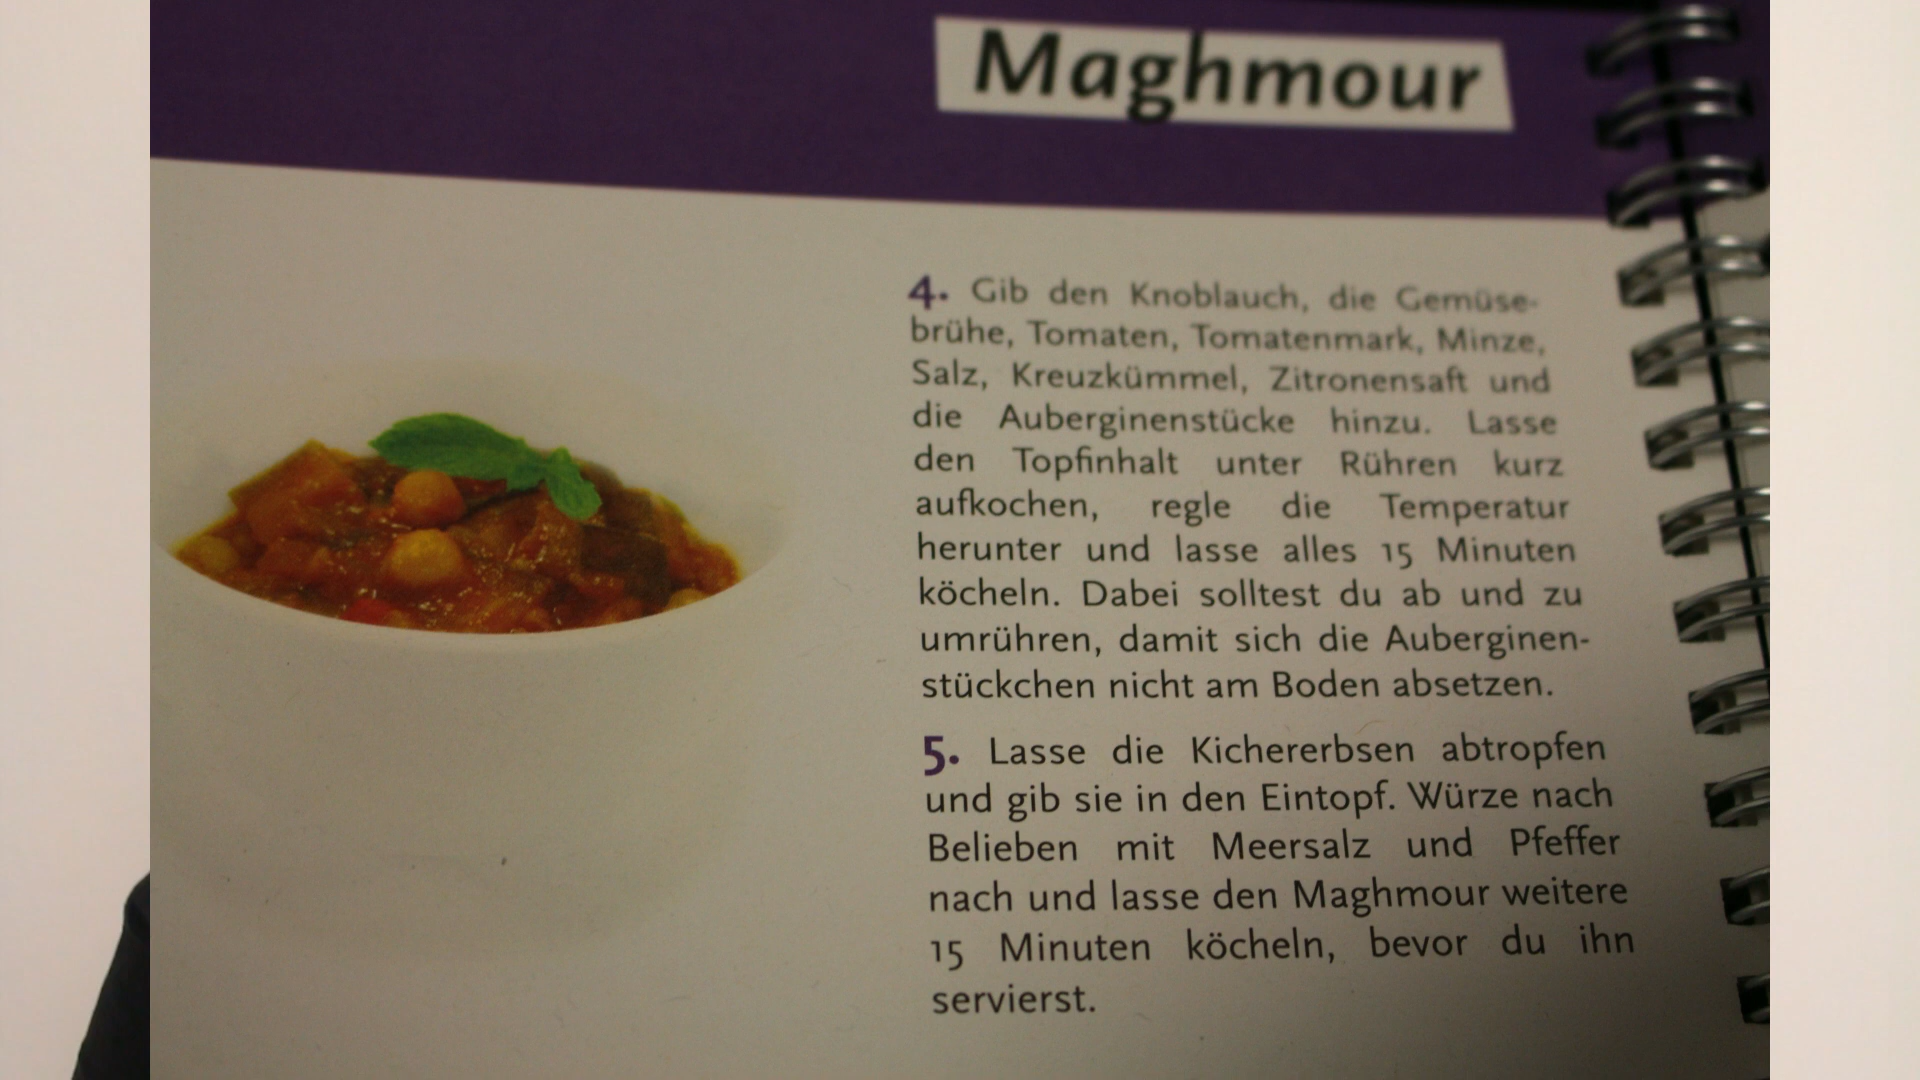 Maghmour
4. Gib den Knoblauch, die Gemüse-
brühe, Tomaten, Tomatenmark, Minze,
Salz, Kreuzkümmel, Zitronensaft und
die Auberginenstücke hinzu. Lasse
den Topfinhalt unter Rühren kurz
aufkochen, regle die Temperatur
herunter und lasse alles 15 Minuten
köcheln. Dabei solltest du ab und zu
umrühren, damit sich die Auberginen-
stückchen nicht am Boden absetzen.
5. Lasse die Kichererbsen abtropfen
und gib sie in den Eintopf. Würze nach
Belieben mit Meersalz und Pfeffer
nach und lasse den Maghmour weitere
15 Minuten köcheln, bevor du ihn
servierst.